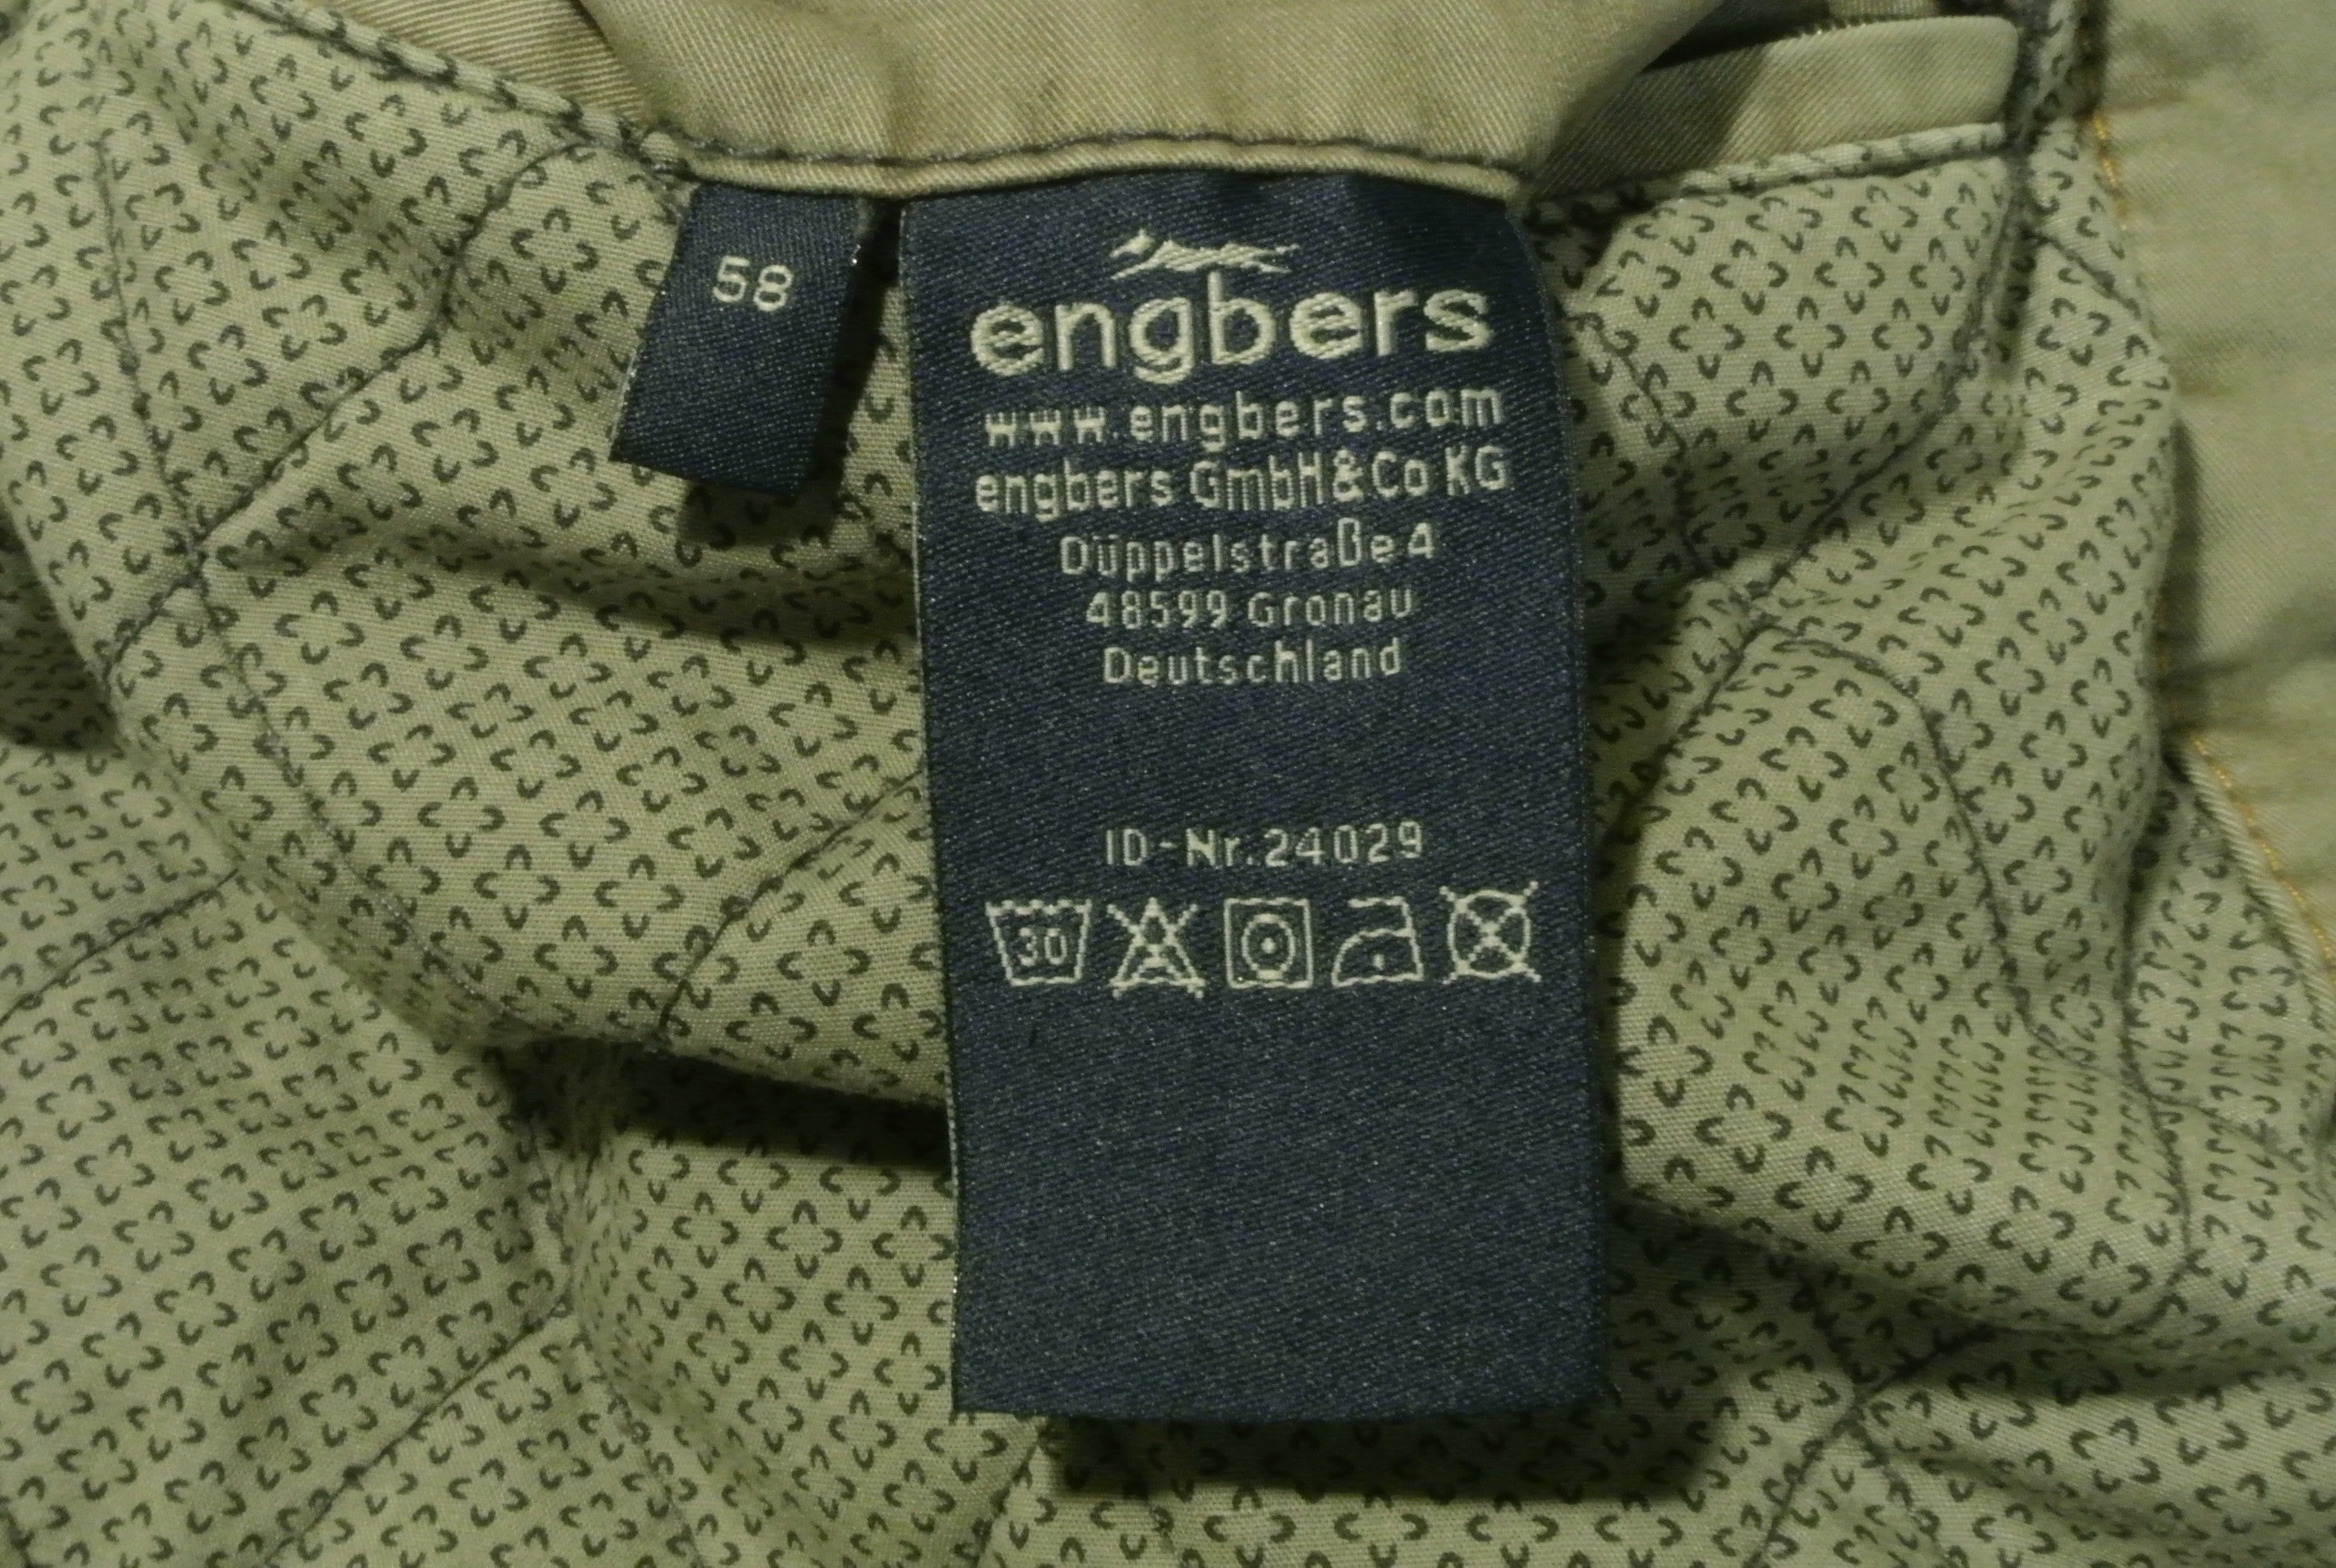 58
engbers
www.engbers.com
engbers GmbH&Co KG
Düppelstraße 4
48599 Gronau
Deutschland
ID-Nr.24029
30